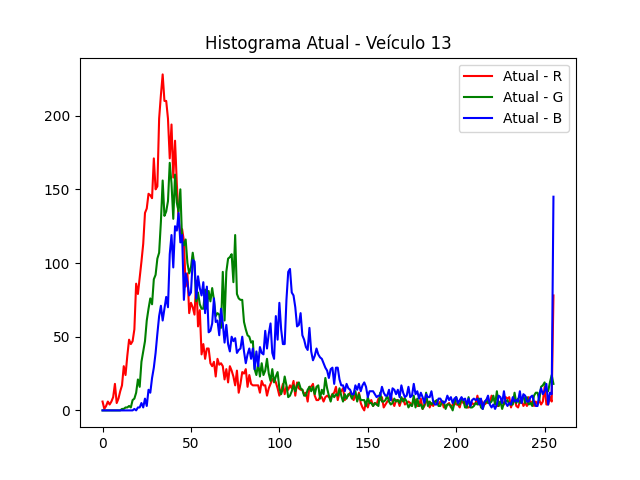 Histograma Atual - Veículo 13
Atual - R
Atual - G
Atual - B
200
150
100
50
0
0 50 100 150 200 250